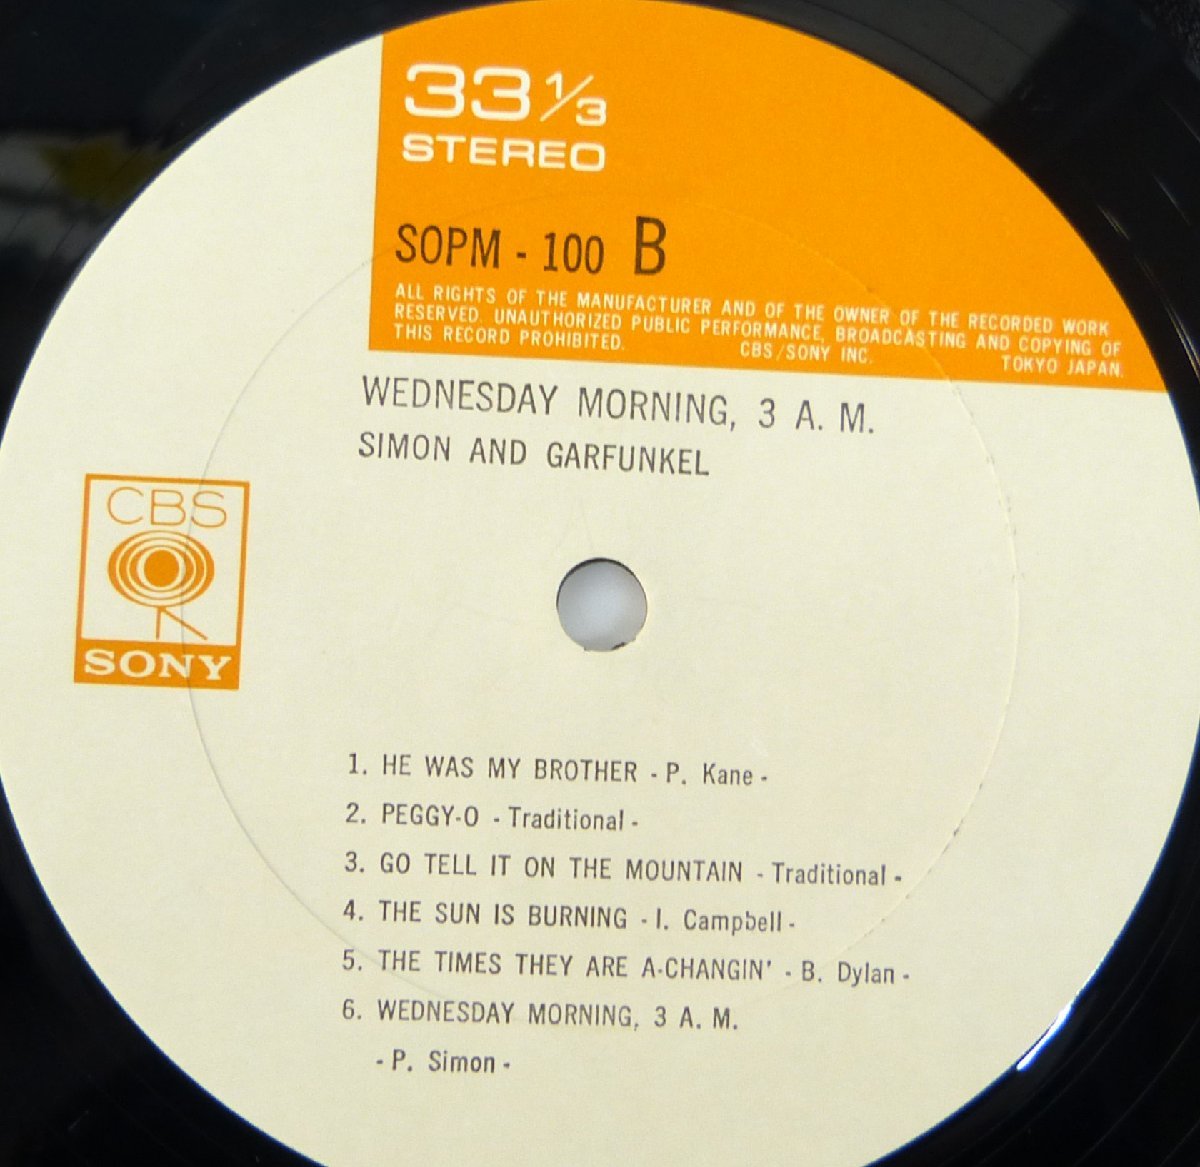 33 1/3
STEREO
SOPM - 100 B
ALL RIGHTS OF THE MANUFACTURER AND OF THE OWNER OF THE RECORDED WORK
RESERVED. UNAUTHORIZED PUBLIC PERFORMANCE, BROADCASTING AND COPYING OF
THIS RECORD PROHIBITED. CBS/SONY INC. TOKYO JAPAN.
WEDNESDAY MORNING, 3 A. M.
SIMON AND GARFUNKEL
CBS
SONY
1. HE WAS MY BROTHER - P. Kane -
2. PEGGY-O - Traditional -
3. GO TELL IT ON THE MOUNTAIN - Traditional -
4. THE SUN IS BURNING - I. Campbell -
5. THE TIMES THEY ARE A-CHANGIN' - B. Dylan -
6. WEDNESDAY MORNING, 3 A. M.
- P. Simon -